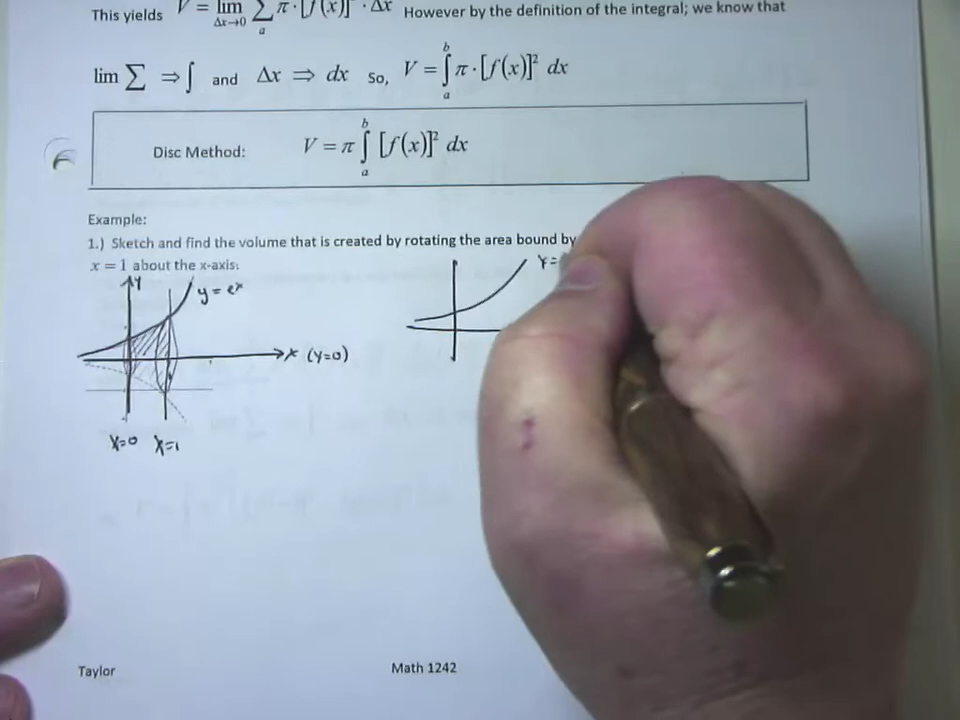 This yields V = lim Δx→0 ∑ a π · [f(x)]² · Δx However by the definition of the integral; we know that
lim ∑ ⇒ ∫ and Δx ⇒ dx So, V = ∫ₐᵇ π · [f(x)]² dx
Disc Method: V = π ∫ₐᵇ [f(x)]² dx
Example:
1.) Sketch and find the volume that is created by rotating the area bound by
x = 1 about the x-axis.
y
y = eˣ
y=
x (y=0)
x=0 x=1
Taylor Math 1242